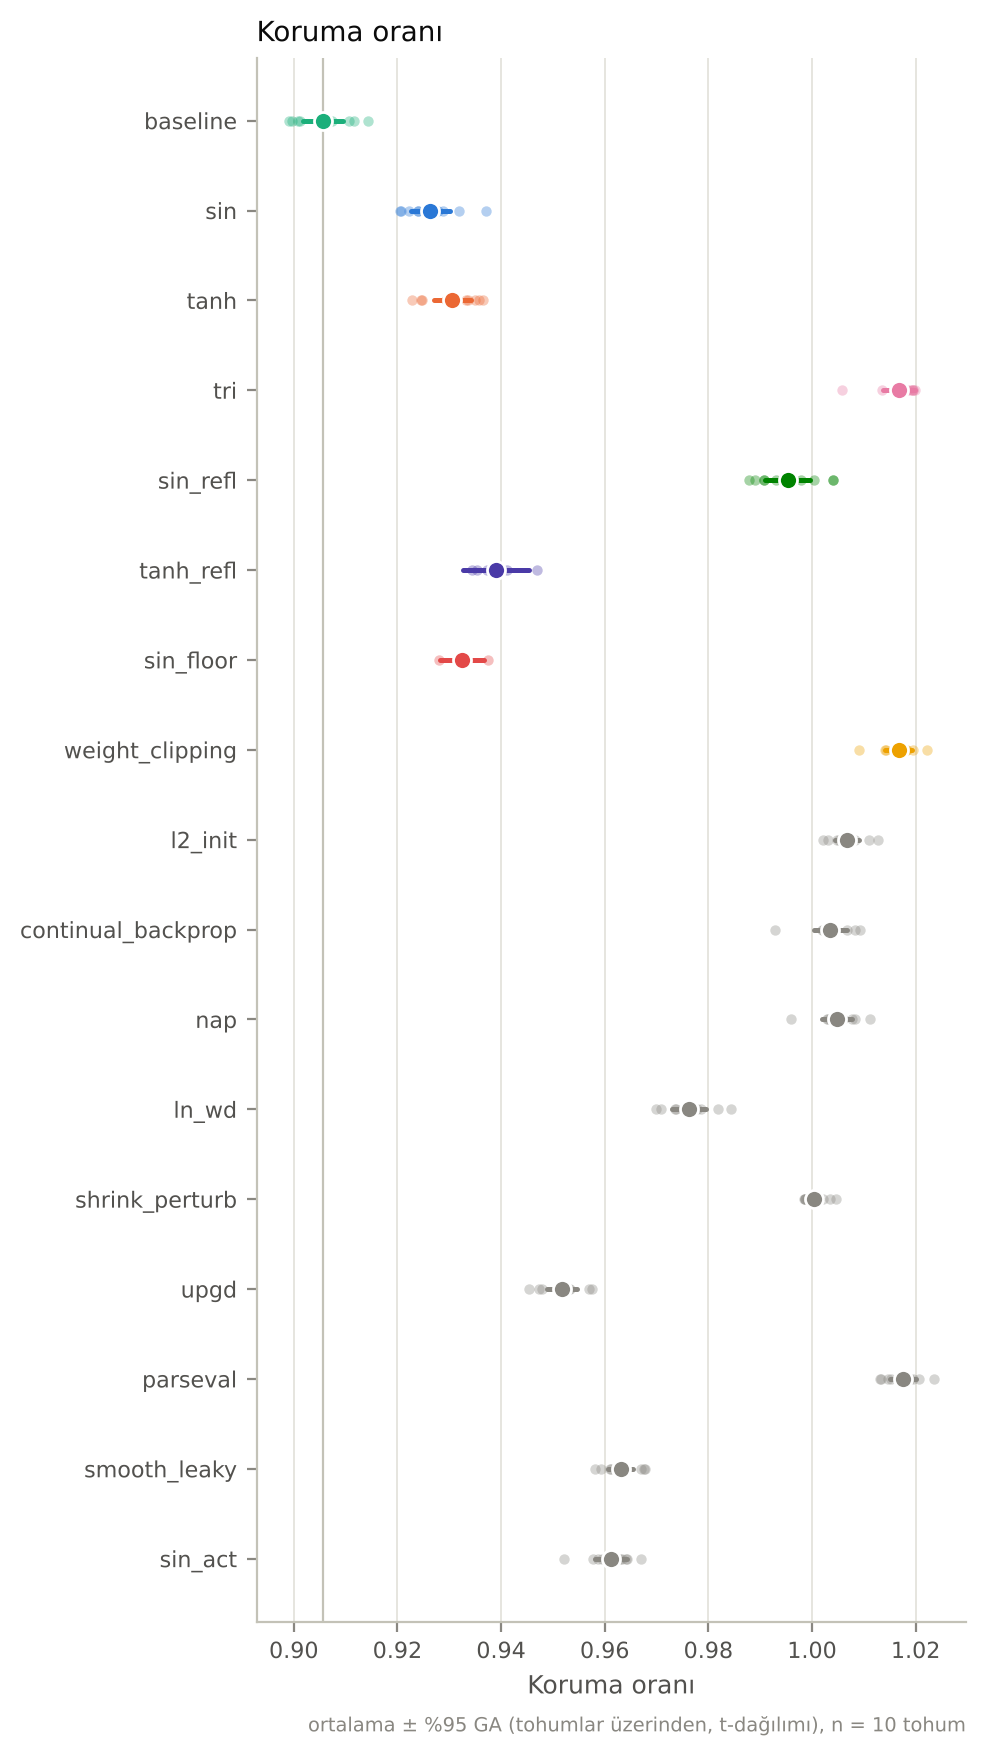 Koruma oranı
baseline
sin
tanh
tri
sin_refl
tanh_refl
sin_floor
weight_clipping
l2_init
continual_backprop
nap
ln_wd
shrink_perturb
upgd
parseval
smooth_leaky
sin_act
0.90 0.92 0.94 0.96 0.98 1.00 1.02
Koruma oranı
ortalama ± %95 GA (tohumlar üzerinden, t-dağılımı), n = 10 tohum